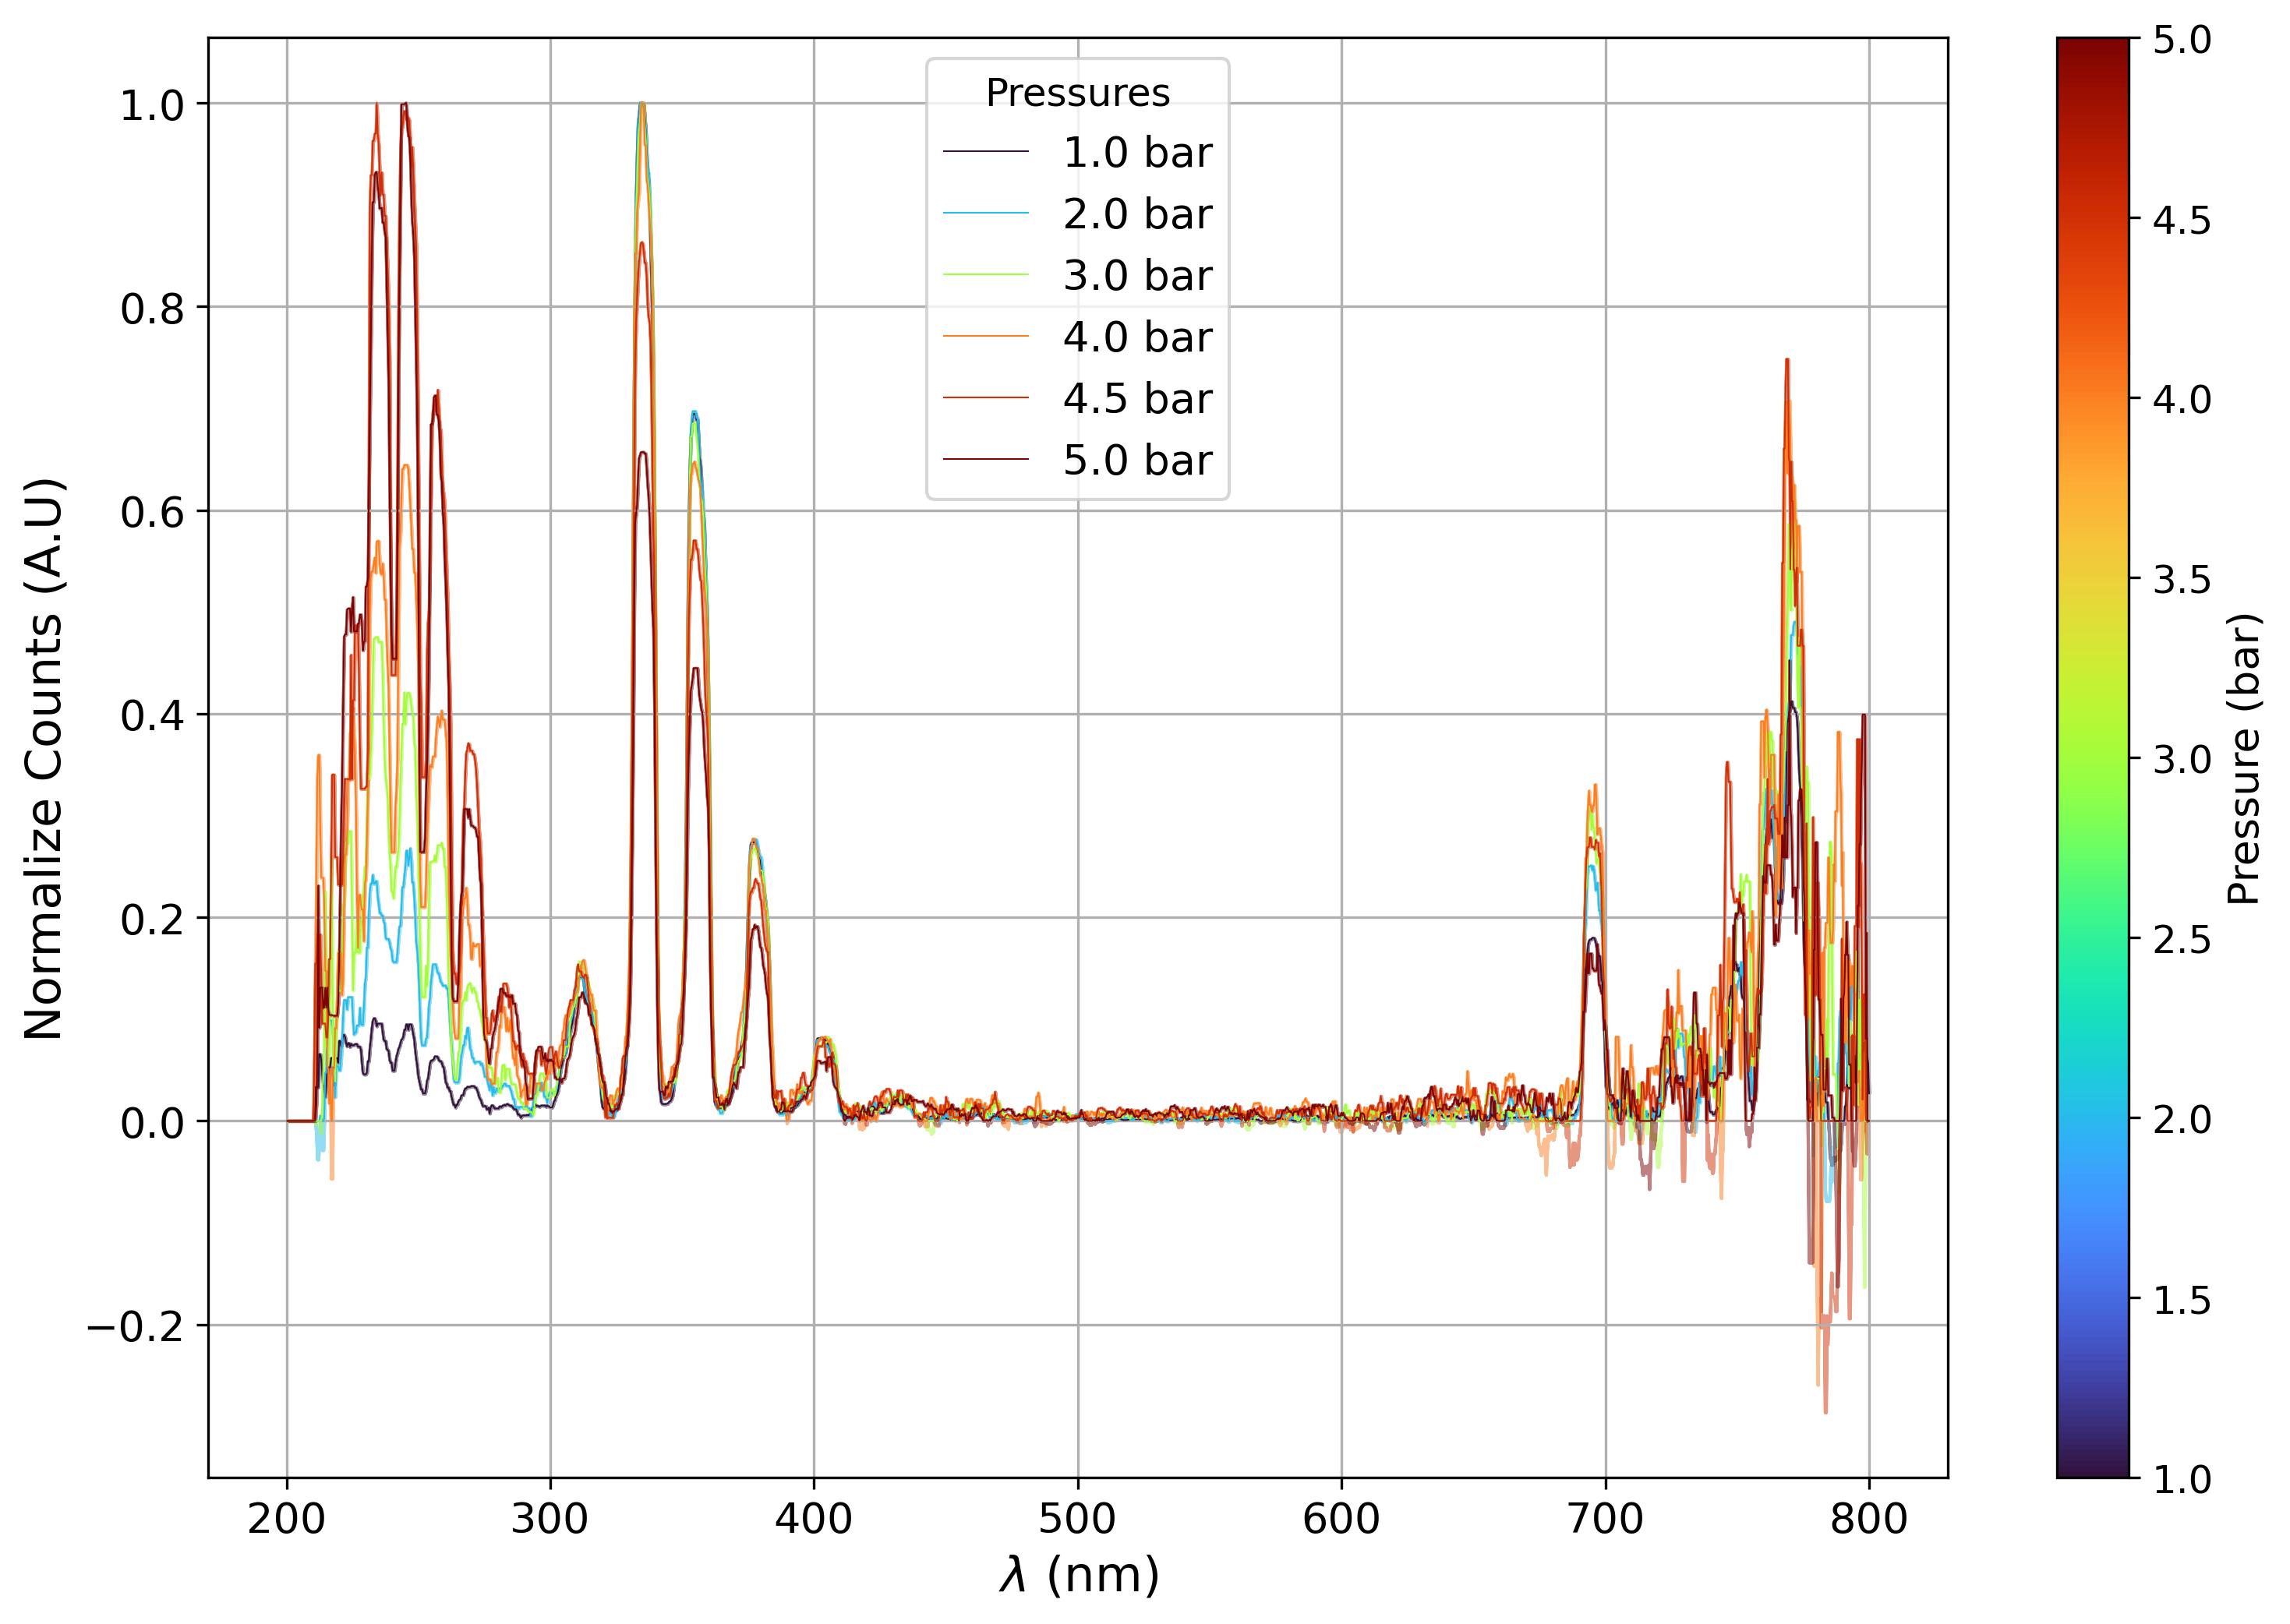 Normalize Counts (A.U)
1.0
0.8
0.6
0.4
0.2
0.0
−0.2
200 300 400 500 600 700 800
λ (nm)
Pressures
1.0 bar
2.0 bar
3.0 bar
4.0 bar
4.5 bar
5.0 bar
5.0
4.5
4.0
3.5
3.0
2.5
2.0
1.5
1.0
Pressure (bar)